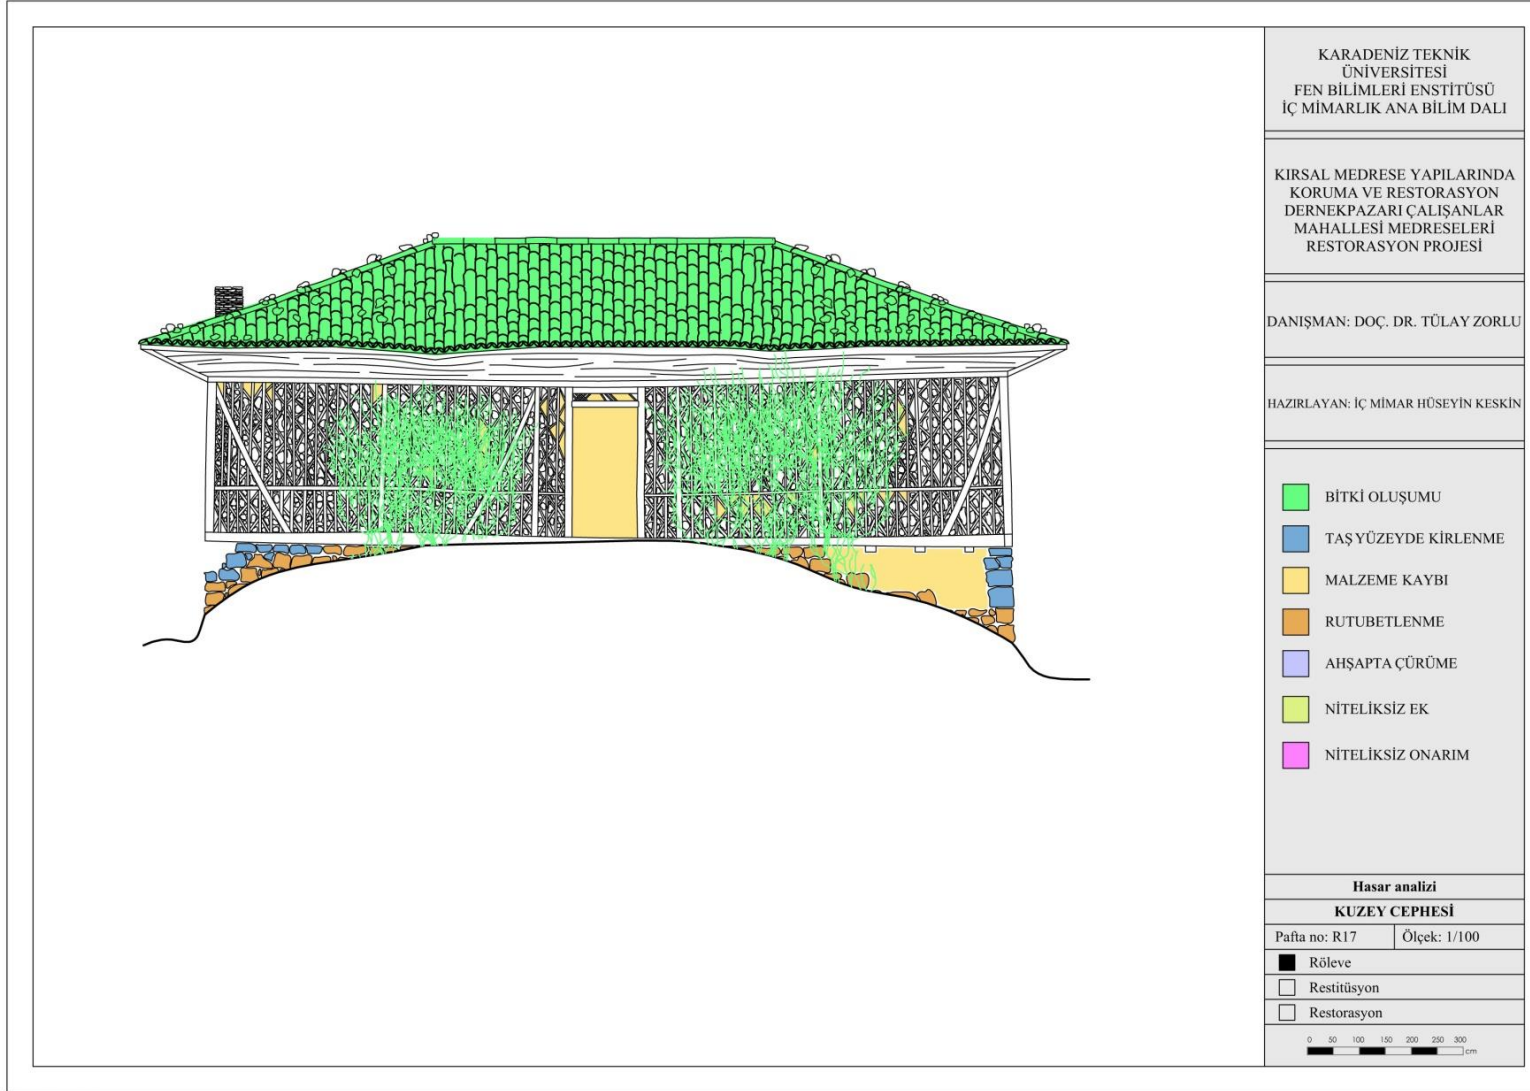 KARADENİZ TEKNİK
ÜNİVERSİTESİ
FEN BİLİMLERİ ENSTİTÜSÜ
İÇ MİMARLIK ANA BİLİM DALI
KIRSAL MEDRESE YAPILARINDA
KORUMA VE RESTORASYON
DERNEKPAZARI ÇALIŞANLAR
MAHALLESİ MEDRESELERİ
RESTORASYON PROJESİ
DANIŞMAN: DOÇ. DR. TÜLAY ZORLU
HAZIRLAYAN: İÇ MİMAR HÜSEYİN KESKİN
BİTKİ OLUŞUMU
TAŞ YÜZEYDE KİRLENME
MALZEME KAYBI
RUTUBETLENME
AHŞAPTA ÇÜRÜME
NİTELİKSİZ EK
NİTELİKSİZ ONARIM
Hasar analizi
KUZEY CEPHESİ
Pafta no: R17 Ölçek: 1/100
Röleve
Restitüsyon
Restorasyon
0 50 100 150 200 250 300
cm